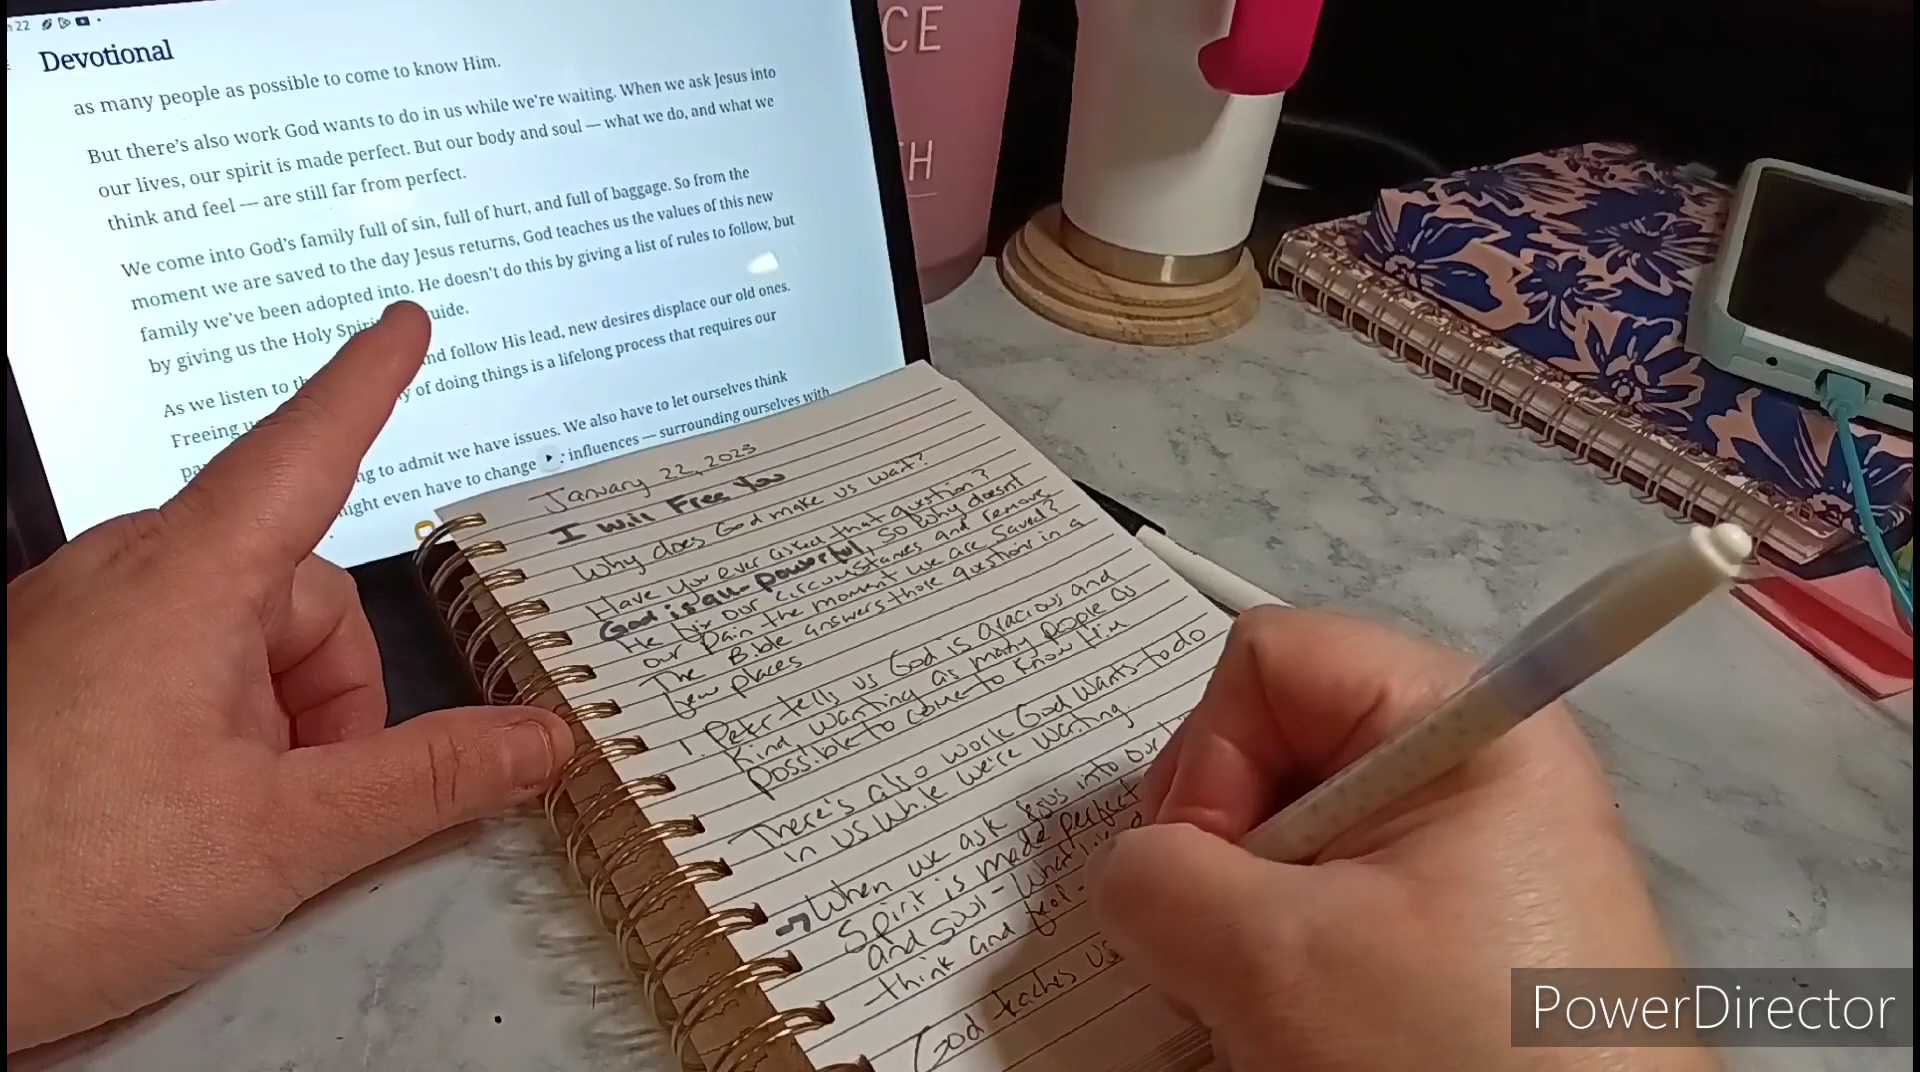 22
Devotional
as many people as possible to come to know Him.
But there's also work God wants to do in us while we're waiting. When we ask Jesus into
our lives, our spirit is made perfect. But our body and soul — what we do, and what we
think and feel — are still far from perfect.
We come into God's family full of sin, full of hurt, and full of baggage. So from the
moment we are saved to the day Jesus returns, God teaches us the values of this new
family we've been adopted into. He doesn't do this by giving a list of rules to follow, but
by giving us the Holy
As we listen to and follow His lead, new desires displace our old ones.
Freeing of doing things is a lifelong process that requires our
to admit we have issues. We also have to let ourselves think
even have to change influences — surrounding ourselves with
CE
TH
January 22, 2023
I will Free You
Why does God make us wait?
Have you ever asked that question?
God is all-powerful, so why doesn't
He fix our circumstances and remove
our pain the moment we are saved?
The Bible answers those questions in a
few places
1. Peter tells us God is gracious and
kind wanting as many people as
possible to come to know Him
There's also work God wants to do
in us while we're waiting.
When we ask Jesus into our
Spirit is made perfect
and soul - what
think and feel -
God teaches us
PowerDirector